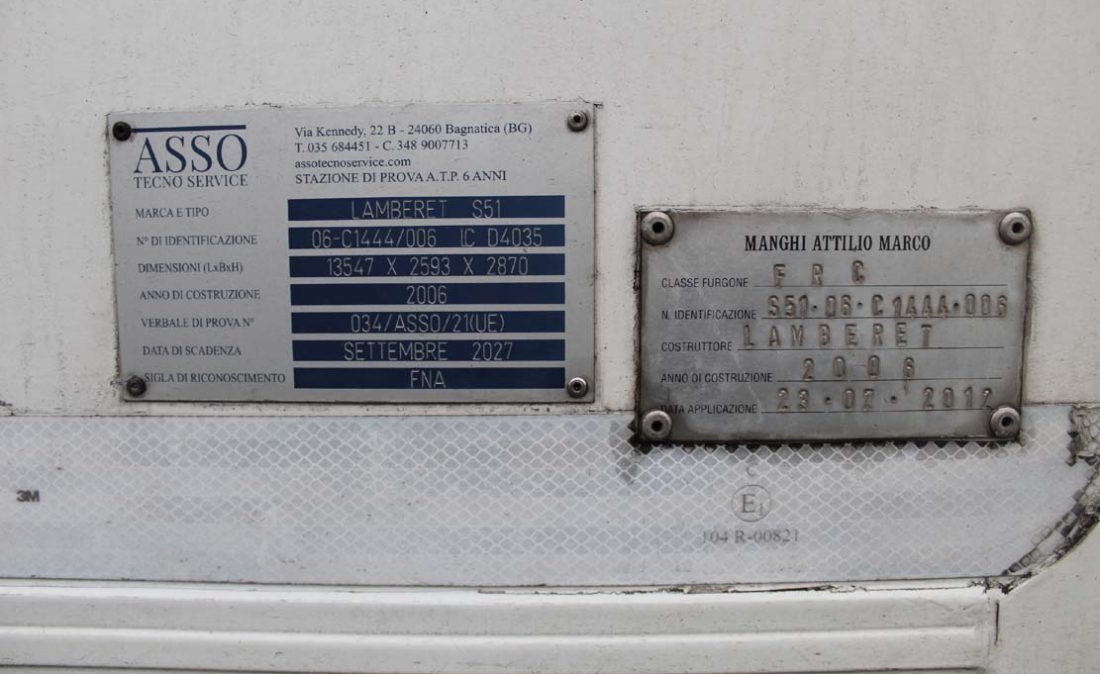 ASSO
TECNO SERVICE
Via Kennedy, 22 B - 24060 Bagnatica (BG)
T. 035 684451 - C. 348 9007713
assotecnoservice.com
STAZIONE DI PROVA A.T.P. 6 ANNI
MARCA E TIPO LAMBERET S51
N° DI IDENTIFICAZIONE 06-C1444/006 IC D4035
DIMENSIONI (LxBxH) 13547 X 2593 X 2870
ANNO DI COSTRUZIONE 2006
VERBALE DI PROVA N° 034/ASSO/21(UE)
DATA DI SCADENZA SETTEMBRE 2027
SIGLA DI RICONOSCIMENTO FNA
MANGHI ATTILIO MARCO
CLASSE FURGONE F R C
N. IDENTIFICAZIONE S51-06-C1444-006
COSTRUTTORE LAMBERET
ANNO DI COSTRUZIONE 2006
DATA APPLICAZIONE 23-07-2012
3M
C
E1
104 R-00821